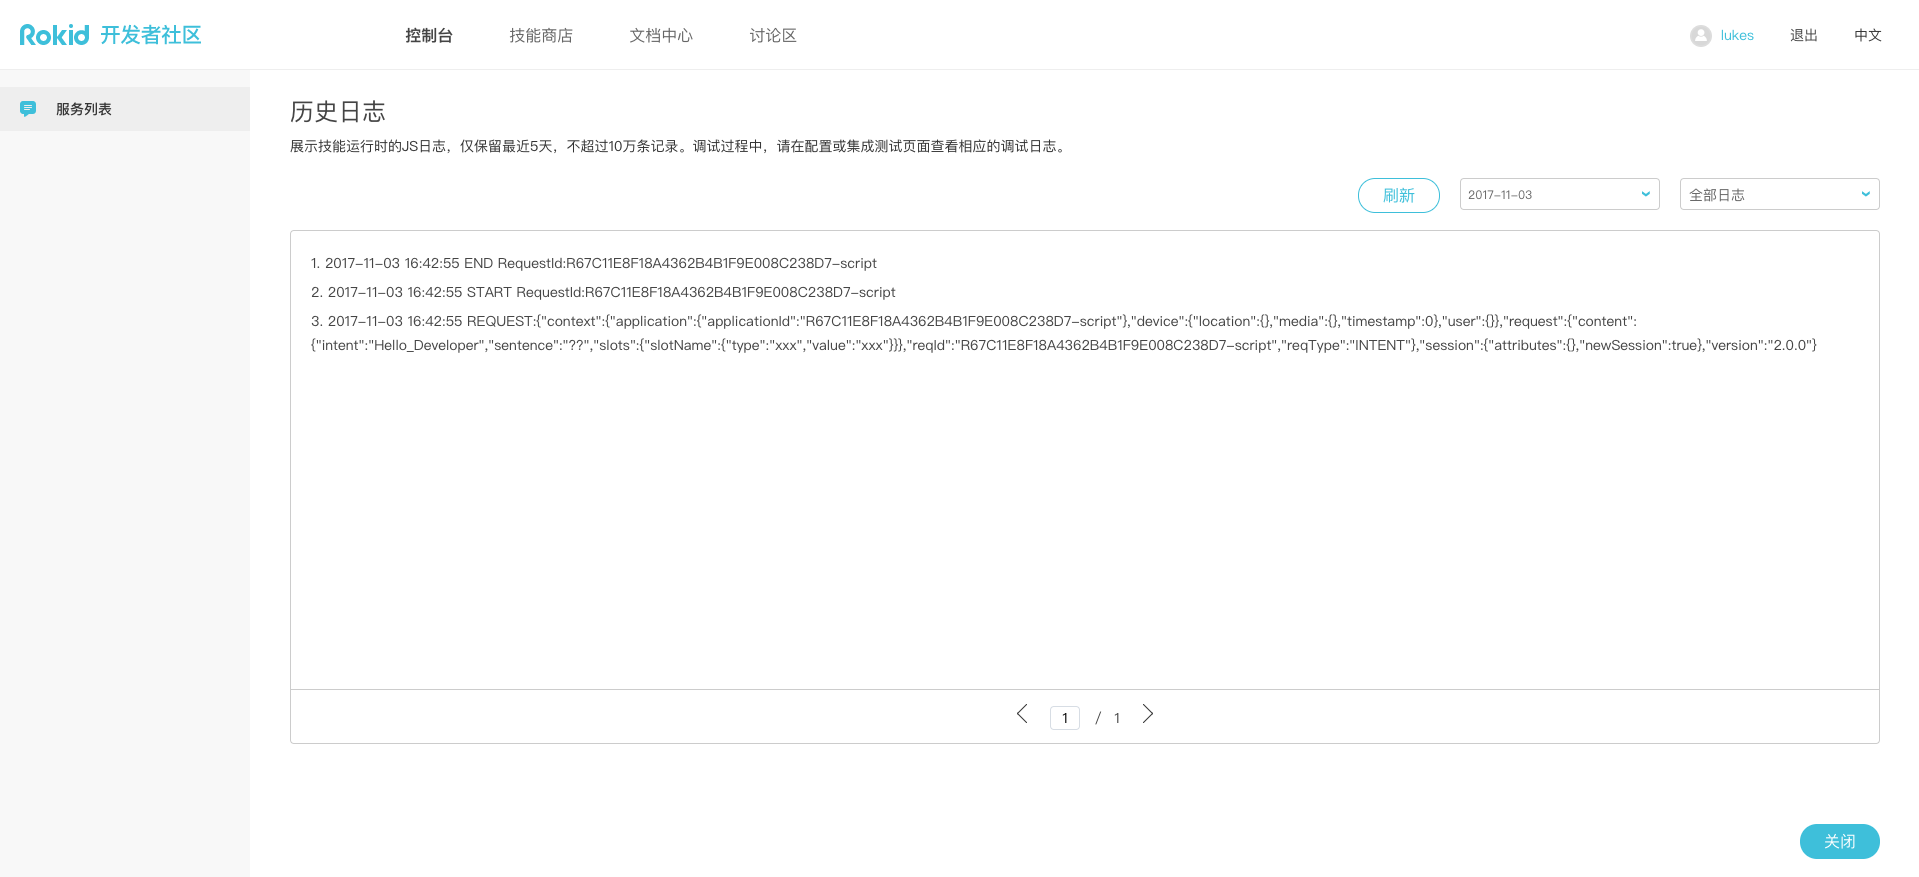 Rokid 开发者社区
控制台 技能商店 文档中心 讨论区
lukes 退出 中文
服务列表
历史日志
展示技能运行时的JS日志，仅保留最近5天，不超过10万条记录。调试过程中，请在配置或集成测试页面查看相应的调试日志。
刷新 2017-11-03 全部日志
1. 2017-11-03 16:42:55 END RequestId:R67C11E8F18A4362B4B1F9E008C238D7-script
2. 2017-11-03 16:42:55 START RequestId:R67C11E8F18A4362B4B1F9E008C238D7-script
3. 2017-11-03 16:42:55 REQUEST:{"context":{"application":{"applicationId":"R67C11E8F18A4362B4B1F9E008C238D7-script"},"device":{"location":{},"media":{},"timestamp":0},"user":{}},"request":{"content":
{"intent":"Hello_Developer","sentence":"??","slots":{"slotName":{"type":"xxx","value":"xxx"}}},"reqId":"R67C11E8F18A4362B4B1F9E008C238D7-script","reqType":"INTENT"},"session":{"attributes":{},"newSession":true},"version":"2.0.0"}
1 / 1
关闭